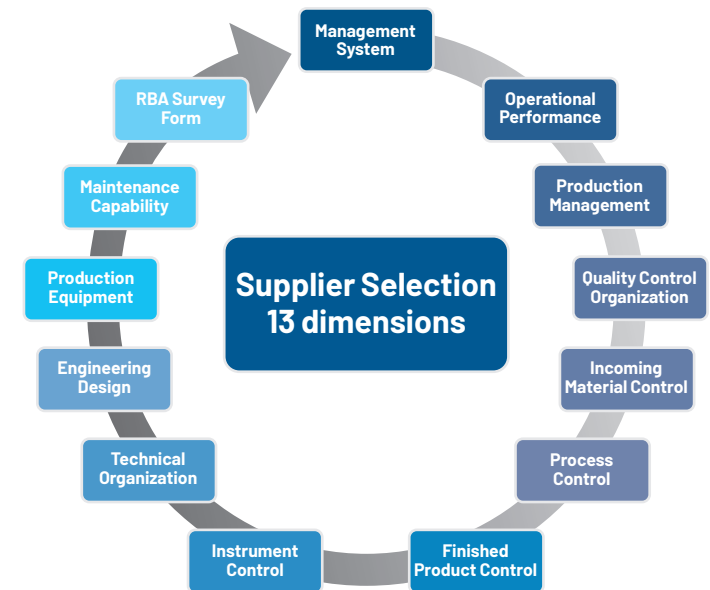 Management
System
Operational
Performance
Production
Management
Quality Control
Organization
Incoming
Material Control
Process
Control
Finished
Product Control
Instrument
Control
Technical
Organization
Engineering
Design
Production
Equipment
Maintenance
Capability
RBA Survey
Form
Supplier Selection
13 dimensions